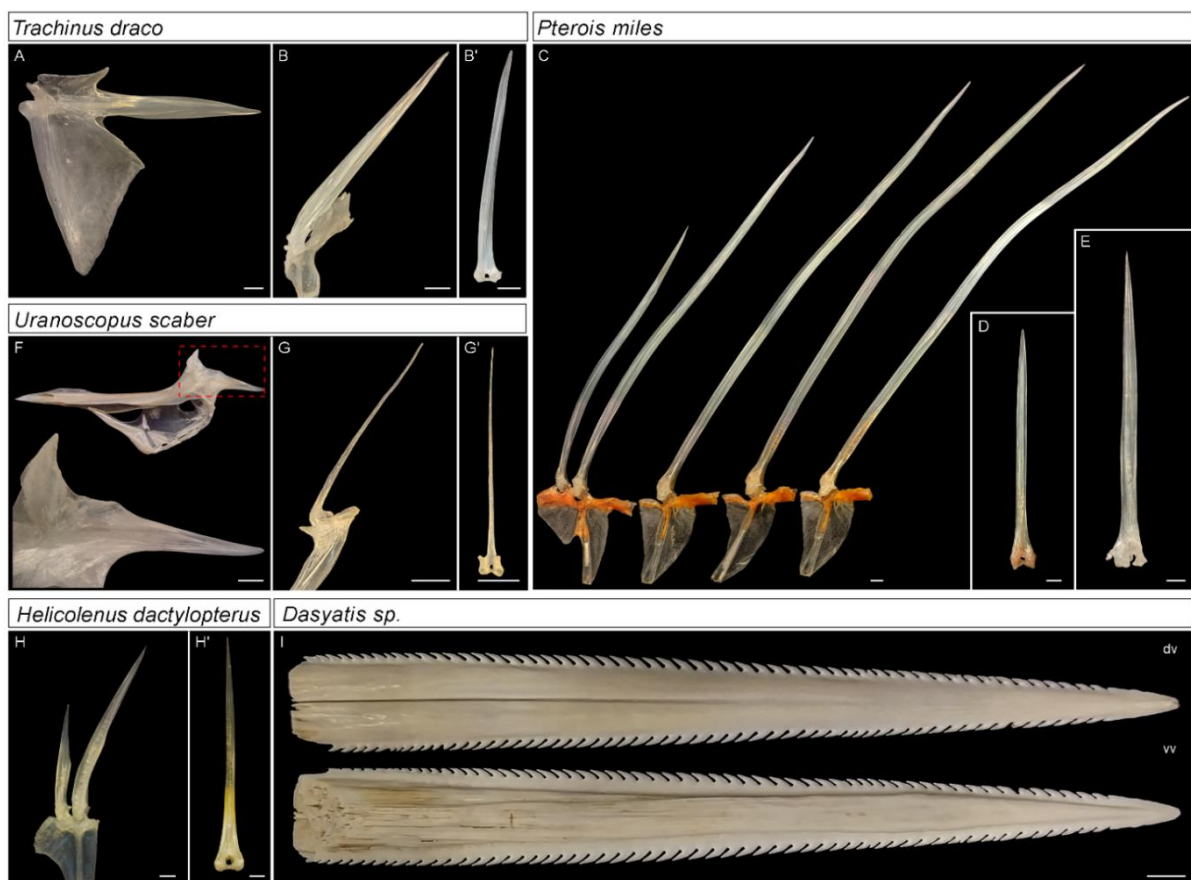 Trachinus draco
A
B
B'
Pterois miles
C
D
E
Uranoscopus scaber
F
G
G'
Helicolenus dactylopterus
H
H'
Dasyatis sp.
I
dv
vv